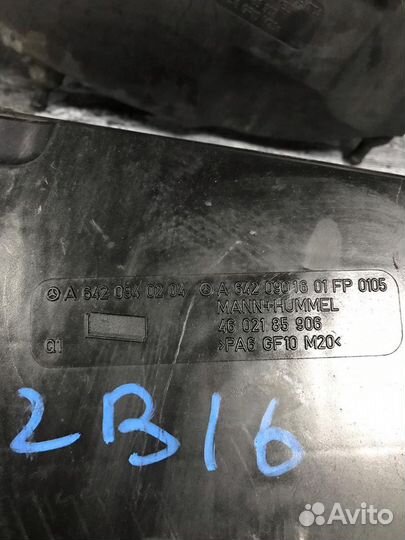 A 642 094 02 04 A 642 090 16 01 FP 0105
MANN+HUMMEL
46 021 85 906
Q1 >PA6 GF10 M20<
2B16
Avito